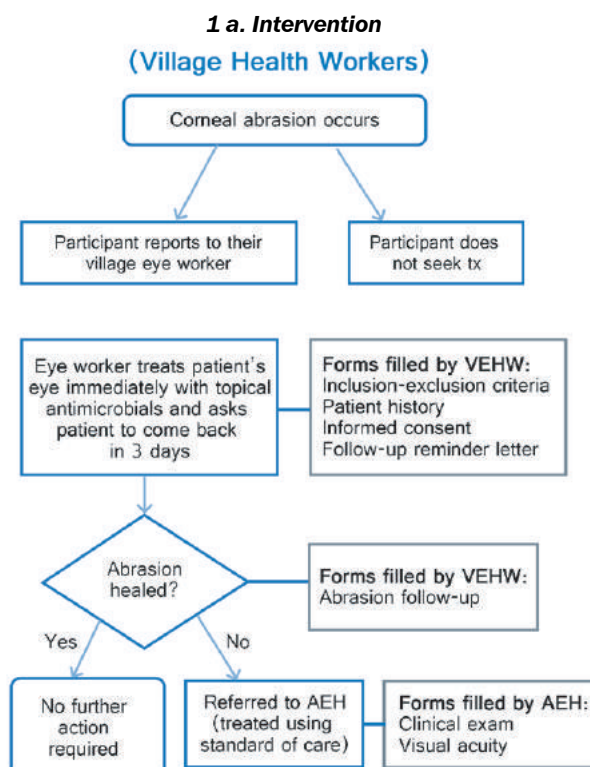 1 a. Intervention
(Village Health Workers)
Corneal abrasion occurs
Participant reports to their
village eye worker
Participant does
not seek tx
Eye worker treats patient's
eye immediately with topical
antimicrobials and asks
patient to come back
in 3 days
Forms filled by VEHW:
Inclusion-exclusion criteria
Patient history
Informed consent
Follow-up reminder letter
Abrasion
healed?
Forms filled by VEHW:
Abrasion follow-up
Yes
No
No further
action
required
Referred to AEH
(treated using
standard of care)
Forms filled by AEH:
Clinical exam
Visual acuity